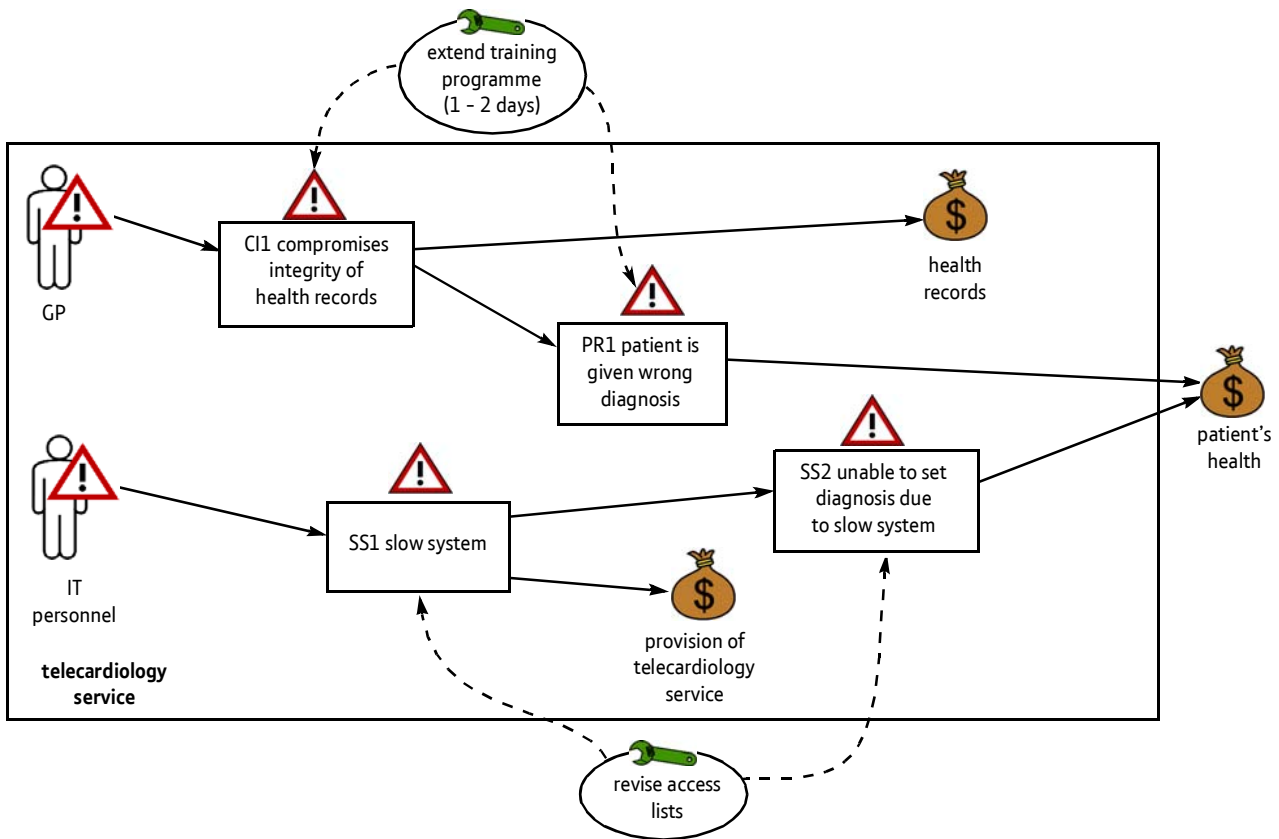 extend training
programme
(1 - 2 days)
GP
CI1 compromises
integrity of
health records
health
records
PR1 patient is
given wrong
diagnosis
patient's
health
IT
personnel
SS1 slow system
SS2 unable to set
diagnosis due
to slow system
provision of
telecardiology
service
telecardiology
service
revise access
lists